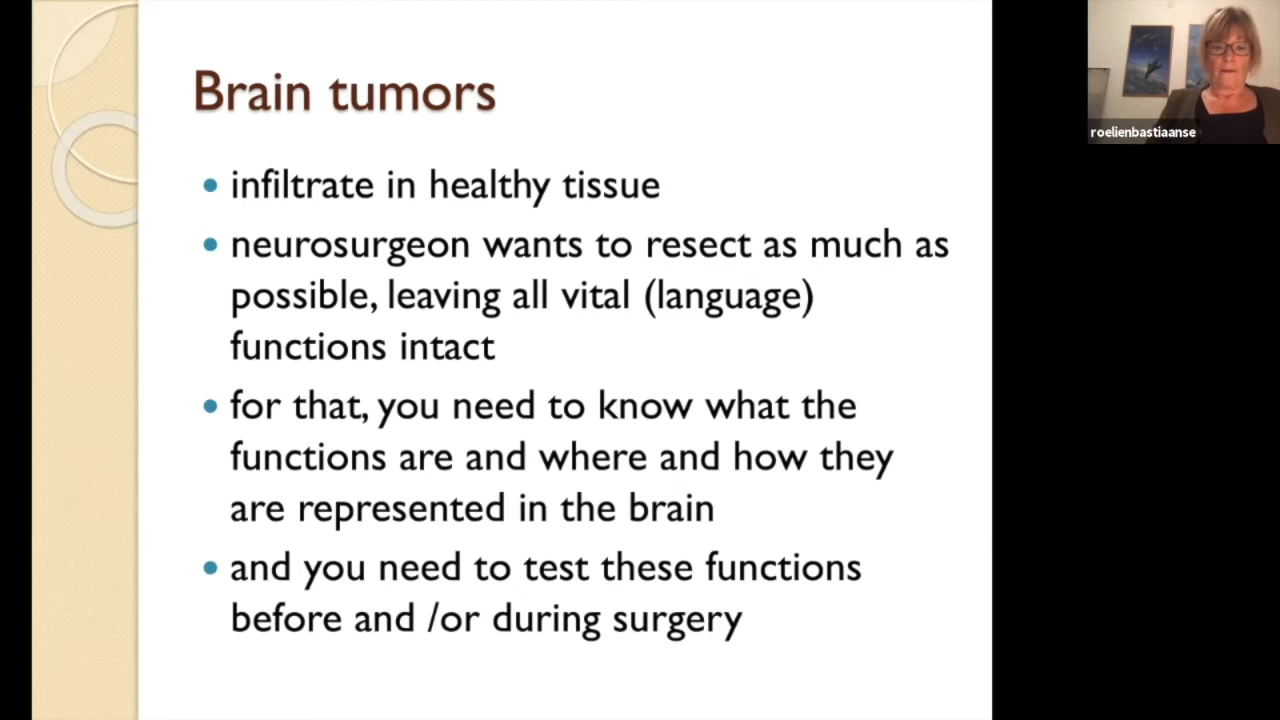 Brain tumors
infiltrate in healthy tissue
neurosurgeon wants to resect as much as
possible, leaving all vital (language)
functions intact
for that, you need to know what the
functions are and where and how they
are represented in the brain
and you need to test these functions
before and /or during surgery
roelienbastiaanse